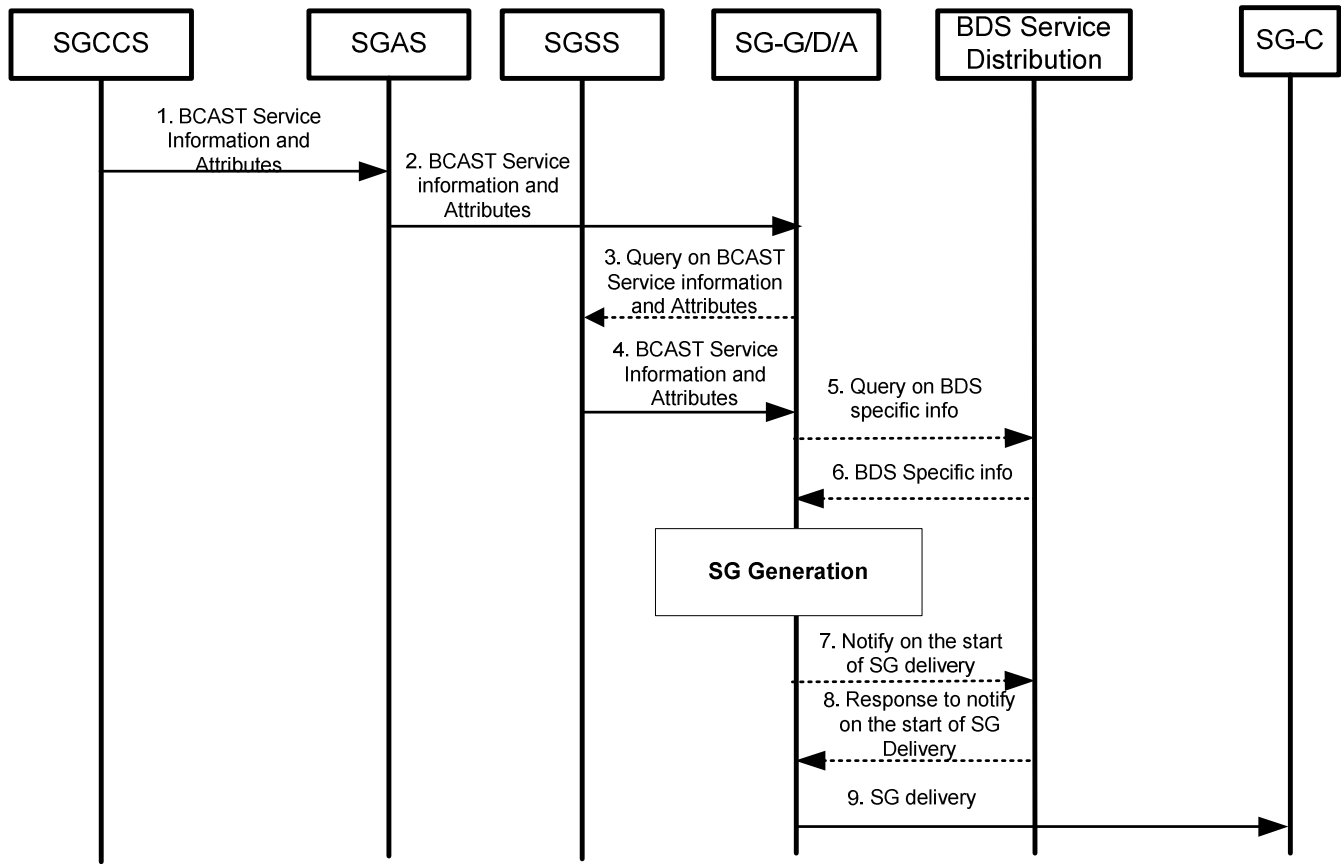 SGCCS
SGAS
SGSS
SG-G/D/A
BDS Service
Distribution
SG-C
1. BCAST Service
Information and
Attributes
2. BCAST Service
information and
Attributes
3. Query on BCAST
Service information
and Attributes
4. BCAST Service
Information and
Attributes
5. Query on BDS
specific info
6. BDS Specific info
SG Generation
7. Notify on the start
of SG delivery
8. Response to notify
on the start of SG
Delivery
9. SG delivery